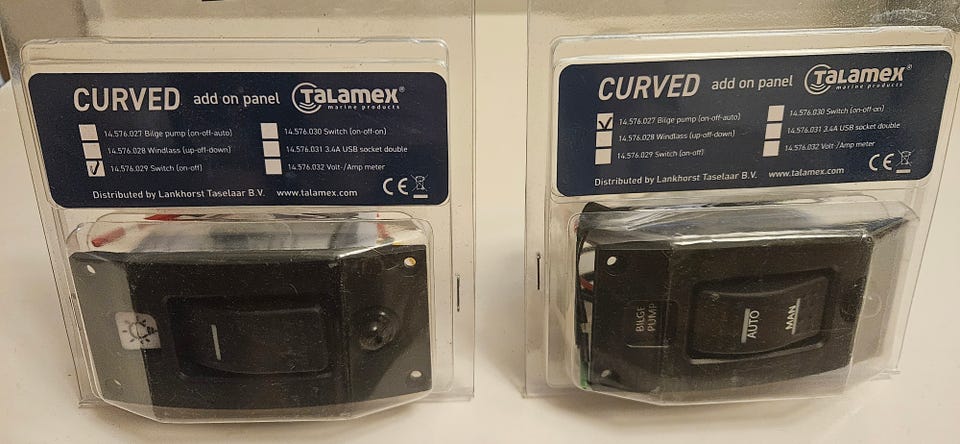 CURVED add on panel Talamex®
marine products
14.576.027 Bilge pump (on-off-auto)
14.576.028 Windlass (up-off-down)
14.576.029 Switch (on-off)
14.576.030 Switch (on-off-on)
14.576.031 3.4A USB socket double
14.576.032 Volt-/Amp meter
CE
Distributed by Lankhorst Taselaar B.V. www.talamex.com
CURVED add on panel Talamex®
marine products
14.576.027 Bilge pump (on-off-auto)
14.576.028 Windlass (up-off-down)
14.576.029 Switch (on-off)
14.576.030 Switch (on-off-on)
14.576.031 3.4A USB socket double
14.576.032 Volt-/Amp meter
CE
Distributed by Lankhorst Taselaar B.V. www.talamex.com
BILGE
PUMP
AUTO
MAN